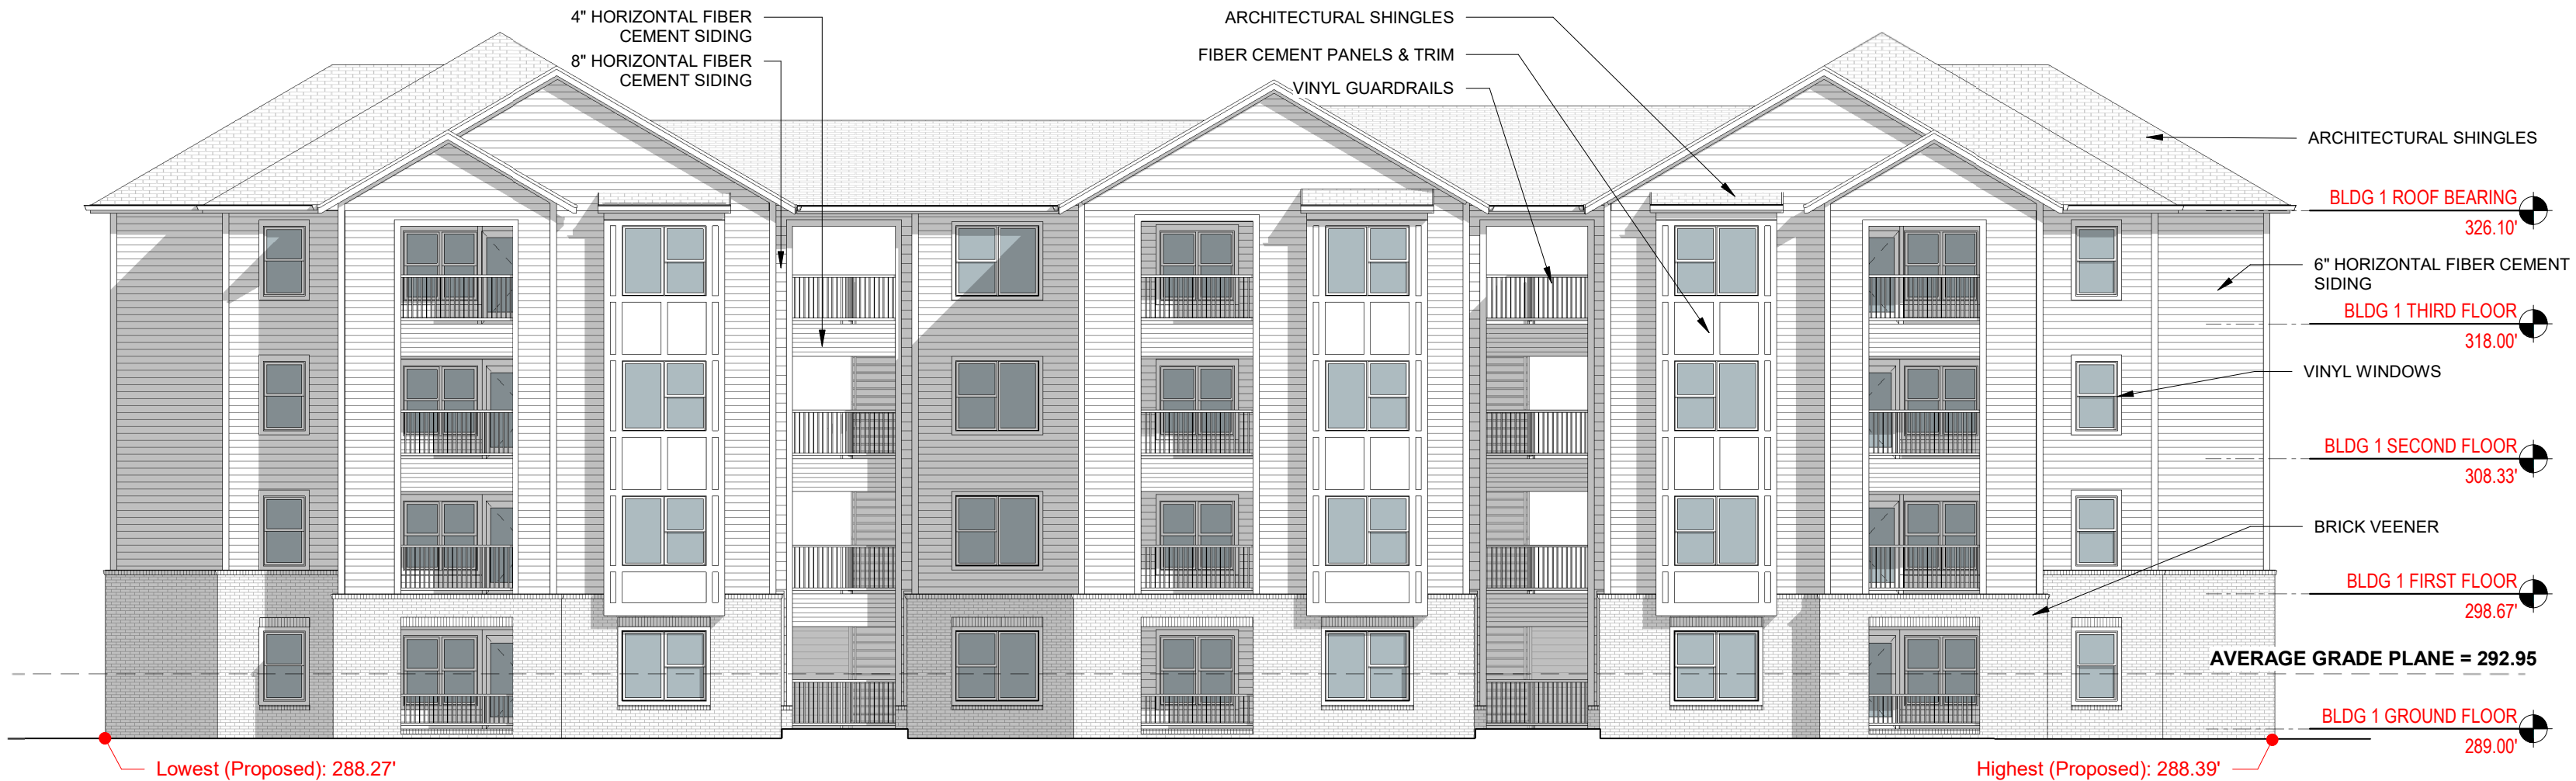 4" HORIZONTAL FIBER
CEMENT SIDING
8" HORIZONTAL FIBER
CEMENT SIDING
ARCHITECTURAL SHINGLES
FIBER CEMENT PANELS & TRIM
VINYL GUARDRAILS
ARCHITECTURAL SHINGLES
BLDG 1 ROOF BEARING
326.10'
6" HORIZONTAL FIBER CEMENT
SIDING
BLDG 1 THIRD FLOOR
318.00'
VINYL WINDOWS
BLDG 1 SECOND FLOOR
308.33'
BRICK VEENER
BLDG 1 FIRST FLOOR
298.67'
AVERAGE GRADE PLANE = 292.95
BLDG 1 GROUND FLOOR
289.00'
Lowest (Proposed): 288.27'
Highest (Proposed): 288.39'